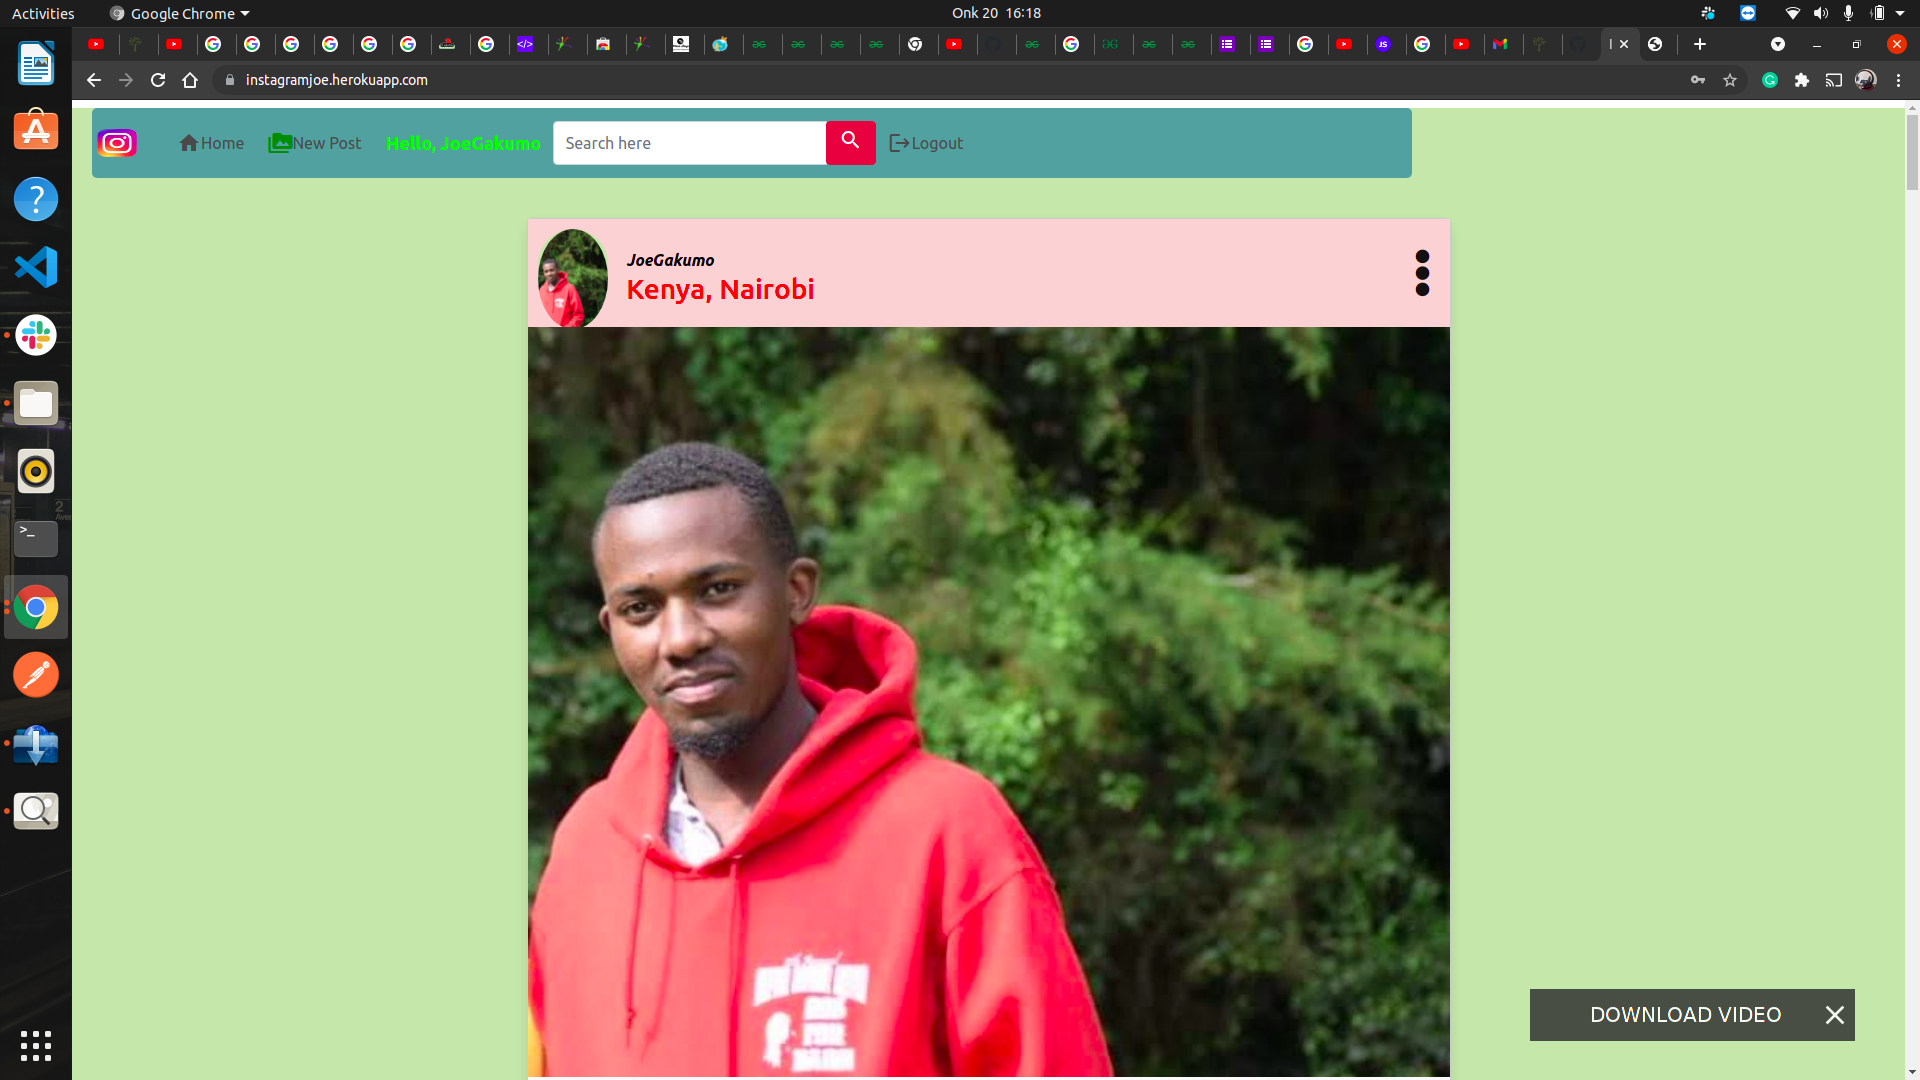 Activities
Google Chrome
Onk 20 16:18
instagramjoe.herokuapp.com
Home
New Post
Hello, JoeGakumo
Search here
Logout
JoeGakumo
Kenya, Nairobi
DOWNLOAD VIDEO